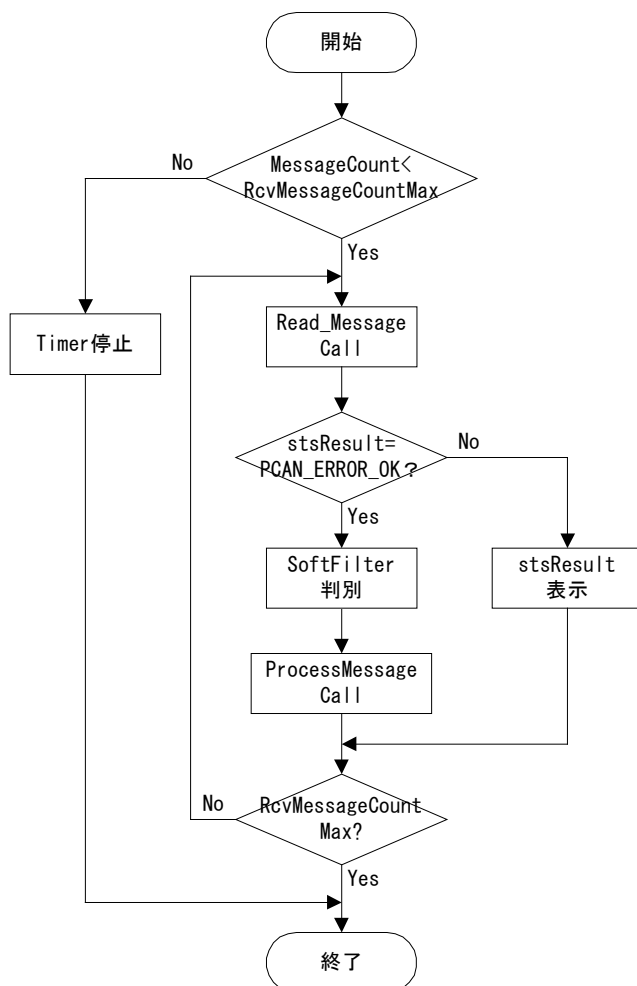 開始
MessageCount<
RcvMessageCountMax
No
Yes
Timer停止
Read_Message
Call
stsResult=
PCAN_ERROR_OK？
No
Yes
SoftFilter
判別
stsResult
表示
ProcessMessage
Call
RcvMessageCount
Max?
No
Yes
終了